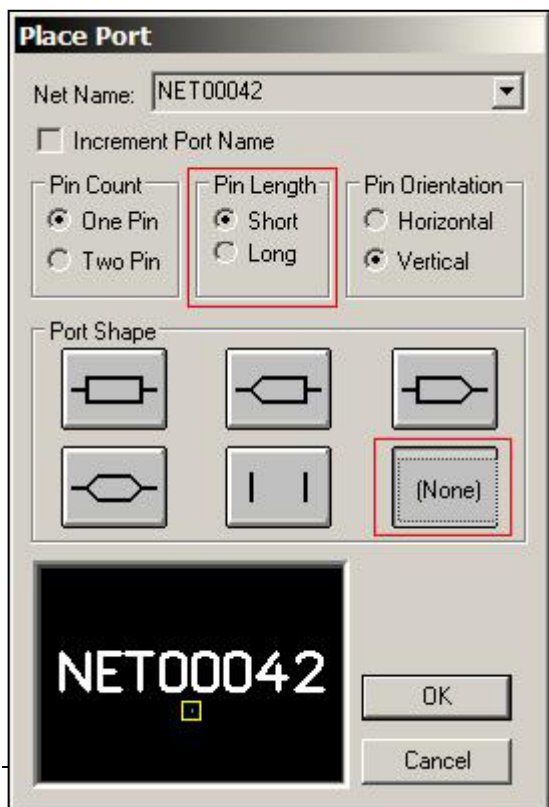 Place Port
Net Name: NET00042
Increment Port Name
Pin Count Pin Length Pin Orientation
One Pin Short Horizontal
Two Pin Long Vertical
Port Shape
(None)
NET00042
OK
Cancel